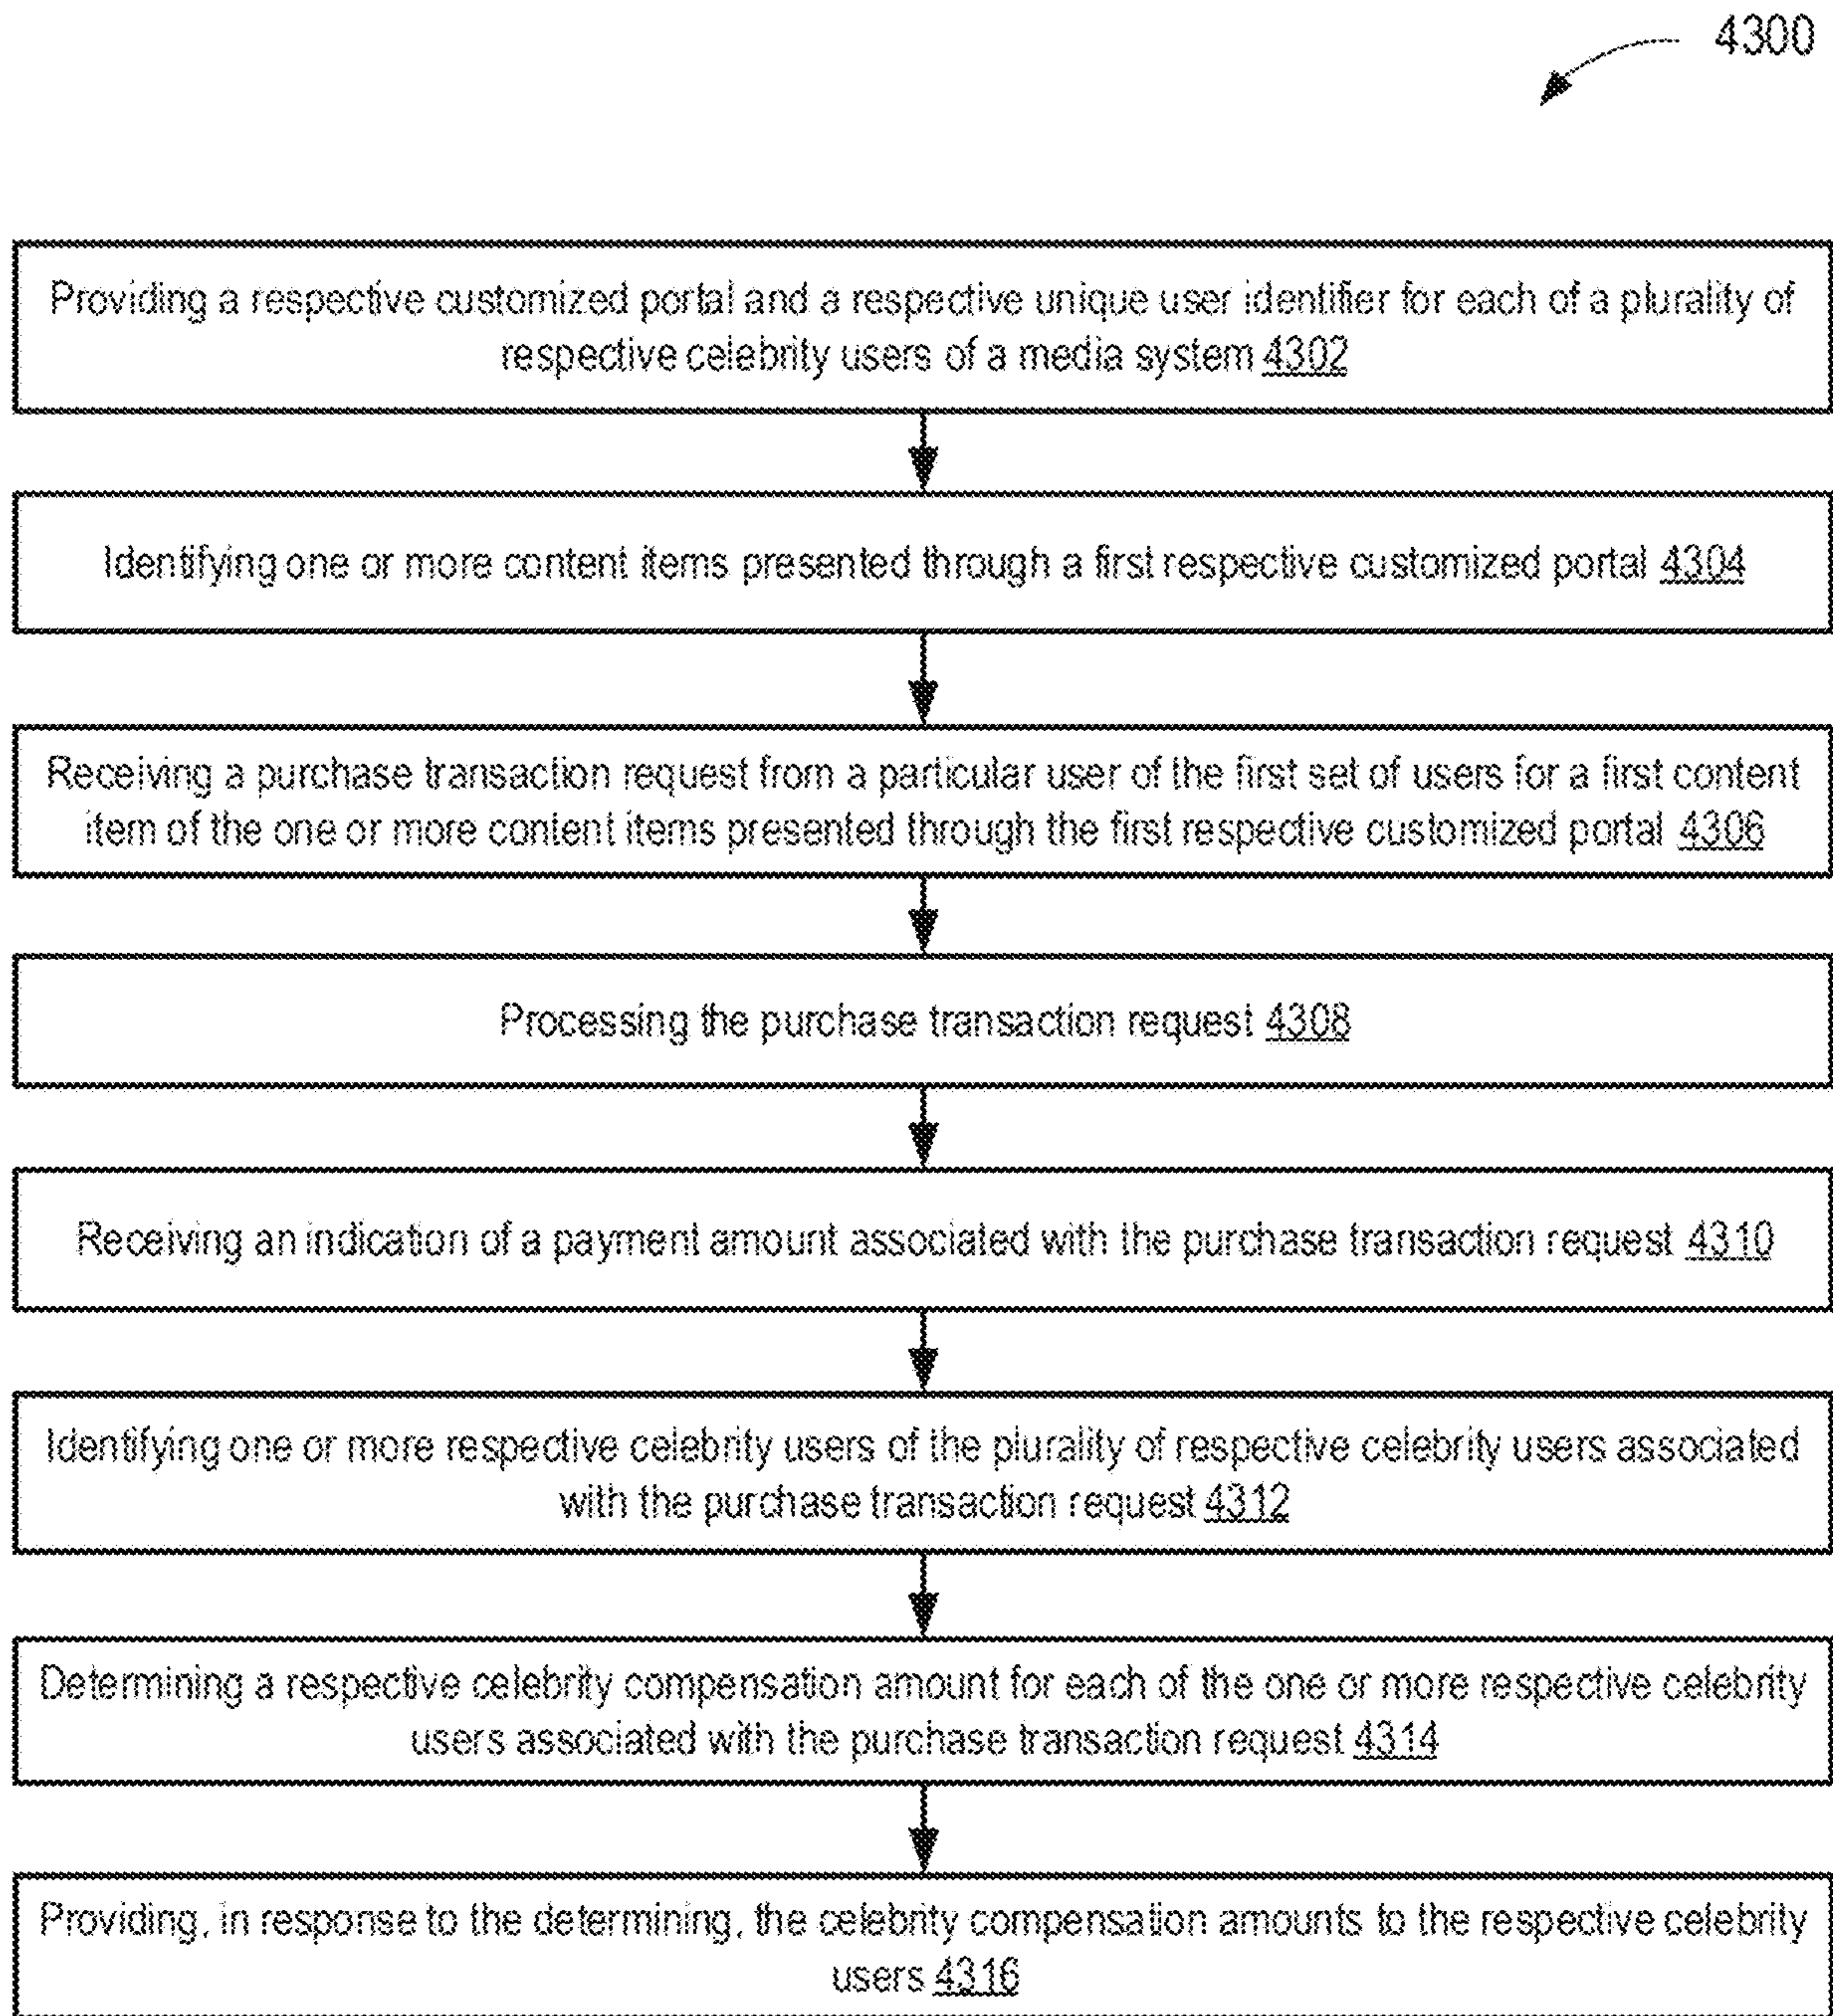 4300
Providing a respective customized portal and a respective unique user identifier for each of a plurality of
respective celebrity users of a media system 4302
Identifying one or more content items presented through a first respective customized portal 4304
Receiving a purchase transaction request from a particular user of the first set of users for a first content
item of the one or more content items presented through the first respective customized portal 4306
Processing the purchase transaction request 4308
Receiving an indication of a payment amount associated with the purchase transaction request 4310
Identifying one or more respective celebrity users of the plurality of respective celebrity users associated
with the purchase transaction request 4312
Determining a respective celebrity compensation amount for each of the one or more respective celebrity
users associated with the purchase transaction request 4314
Providing, in response to the determining, the celebrity compensation amounts to the respective celebrity
users 4316